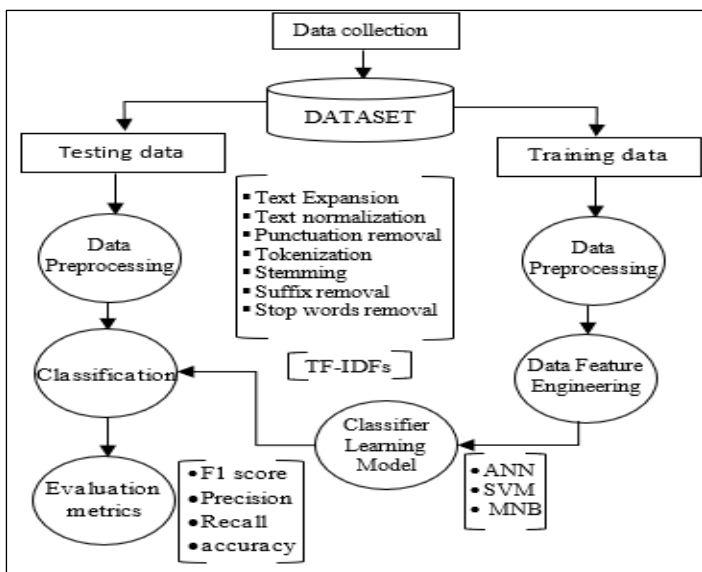 Data collection
DATASET
Testing data
Training data
▪ Text Expansion
▪ Text normalization
▪ Punctuation removal
▪ Tokenization
▪ Stemming
▪ Suffix removal
▪ Stop words removal
Data
Preprocessing
Data
Preprocessing
TF-IDFs
Classification
Data Feature
Engineering
Classifier
Learning
Model
Evaluation
metrics
●F1 score
●Precision
●Recall
●accuracy
●ANN
●SVM
● MNB